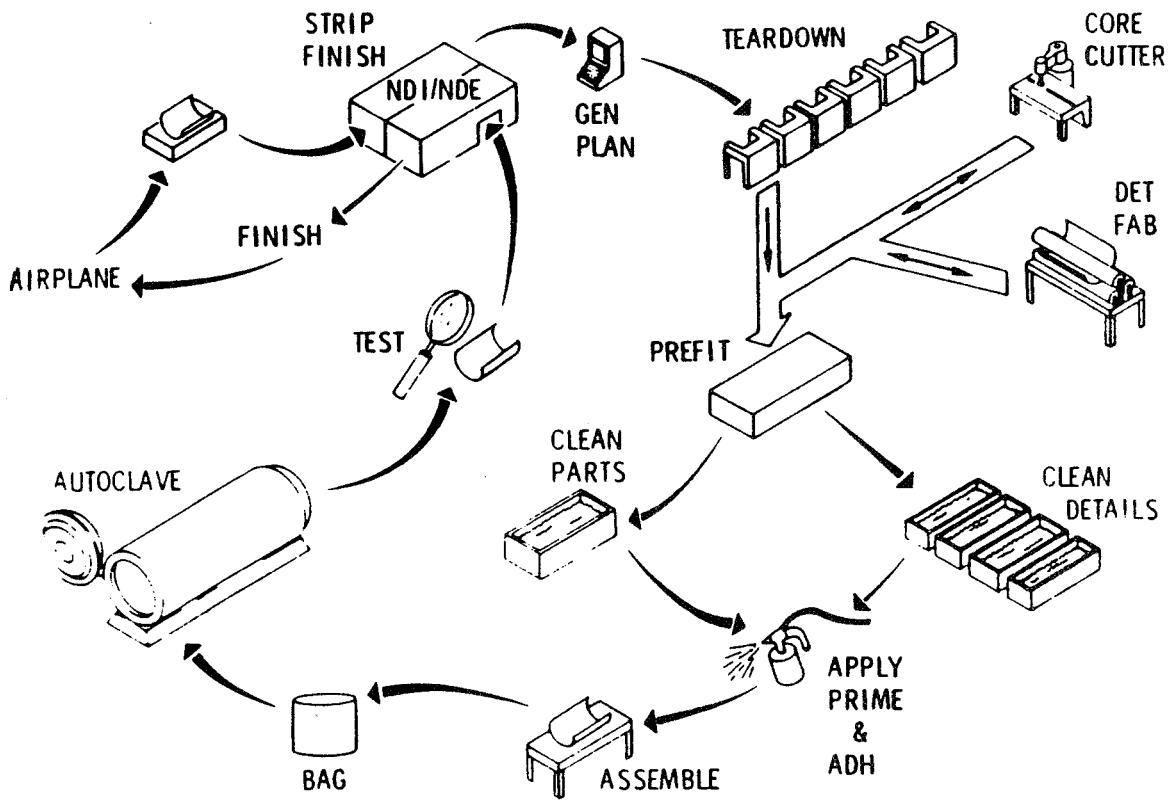 STRIP
FINISH
NDI/NDE
GEN
PLAN
TEARDOWN
CORE
CUTTER
DET
FAB
FINISH
AIRPLANE
TEST
PREFIT
CLEAN
PARTS
CLEAN
DETAILS
AUTOCLAVE
APPLY
PRIME
&
ADH
BAG
ASSEMBLE